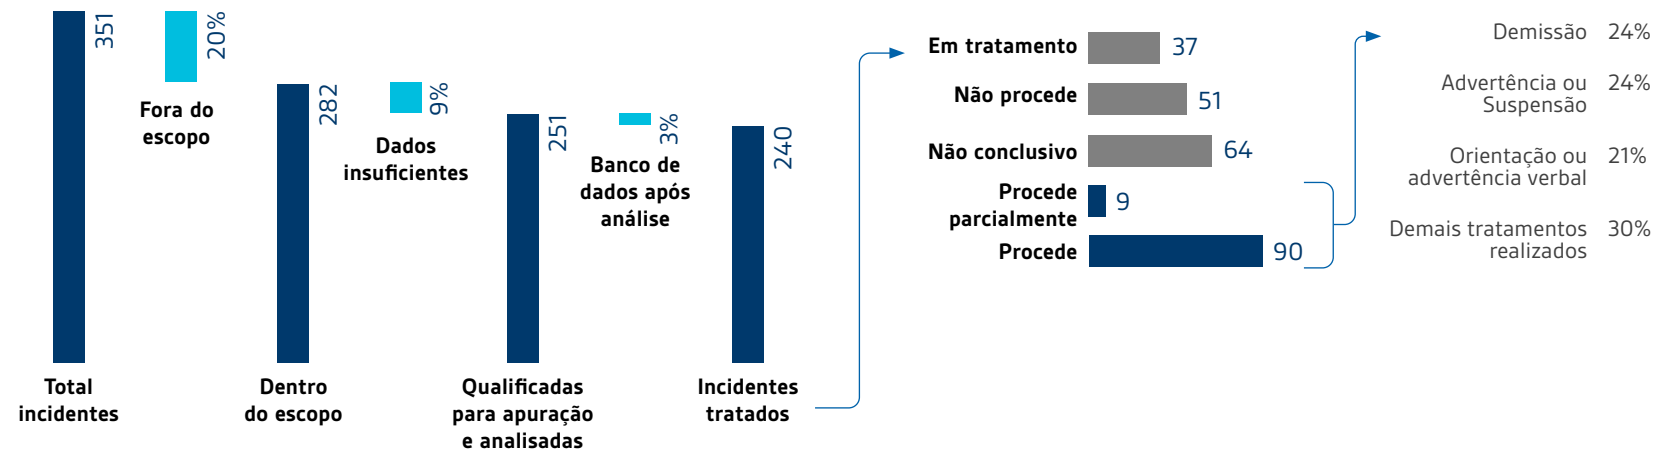 351
20%
Fora do
escopo
282
9%
Dados
insuficientes
251
3%
Banco de
dados após
análise
240
Total
incidentes
Dentro
do escopo
Qualificadas
para apuração
e analisadas
Incidentes
tratados
Em tratamento 37
Não procede 51
Não conclusivo 64
Procede
parcialmente 9
Procede 90
Demissão 24%
Advertência ou 24%
Suspensão
Orientação ou 21%
advertência verbal
Demais tratamentos 30%
realizados